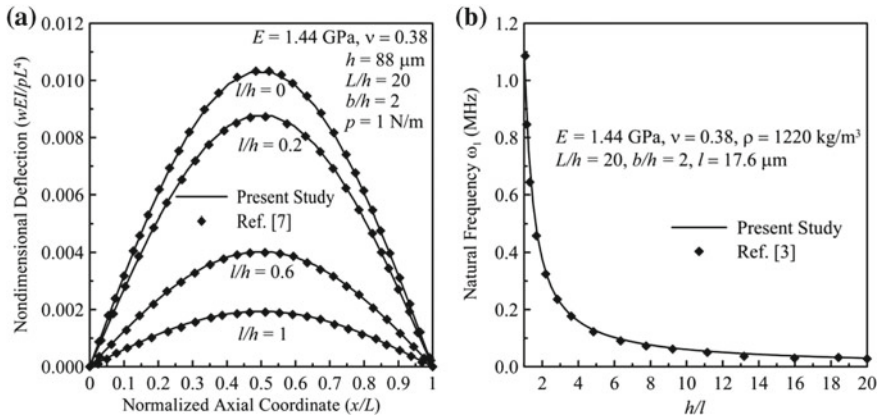 (a)
Nondimensional Deflection (wEI/pL⁴)
0.012
0.010
0.008
0.006
0.004
0.002
0.000
E = 1.44 GPa, ν = 0.38
h = 88 μm
L/h = 20
b/h = 2
p = 1 N/m
l/h = 0
l/h = 0.2
Present Study
Ref. [7]
l/h = 0.6
l/h = 1
0 0.1 0.2 0.3 0.4 0.5 0.6 0.7 0.8 0.9 1
Normalized Axial Coordinate (x/L)
(b)
Natural Frequency ω₁ (MHz)
1.2
1.0
0.8
0.6
0.4
0.2
0.0
E = 1.44 GPa, ν = 0.38, ρ = 1220 kg/m³
L/h = 20, b/h = 2, l = 17.6 μm
Present Study
Ref. [3]
2 4 6 8 10 12 14 16 18 20
h/l